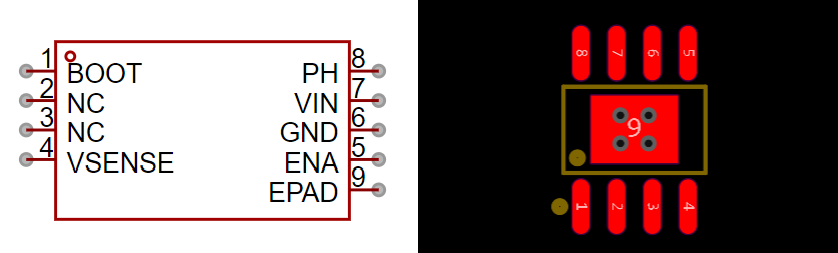 1 BOOT PH 8
2 NC VIN 7
3 NC GND 6
4 VSENSE ENA 5
EPAD 9
8 7 6 5
9
1 2 3 4